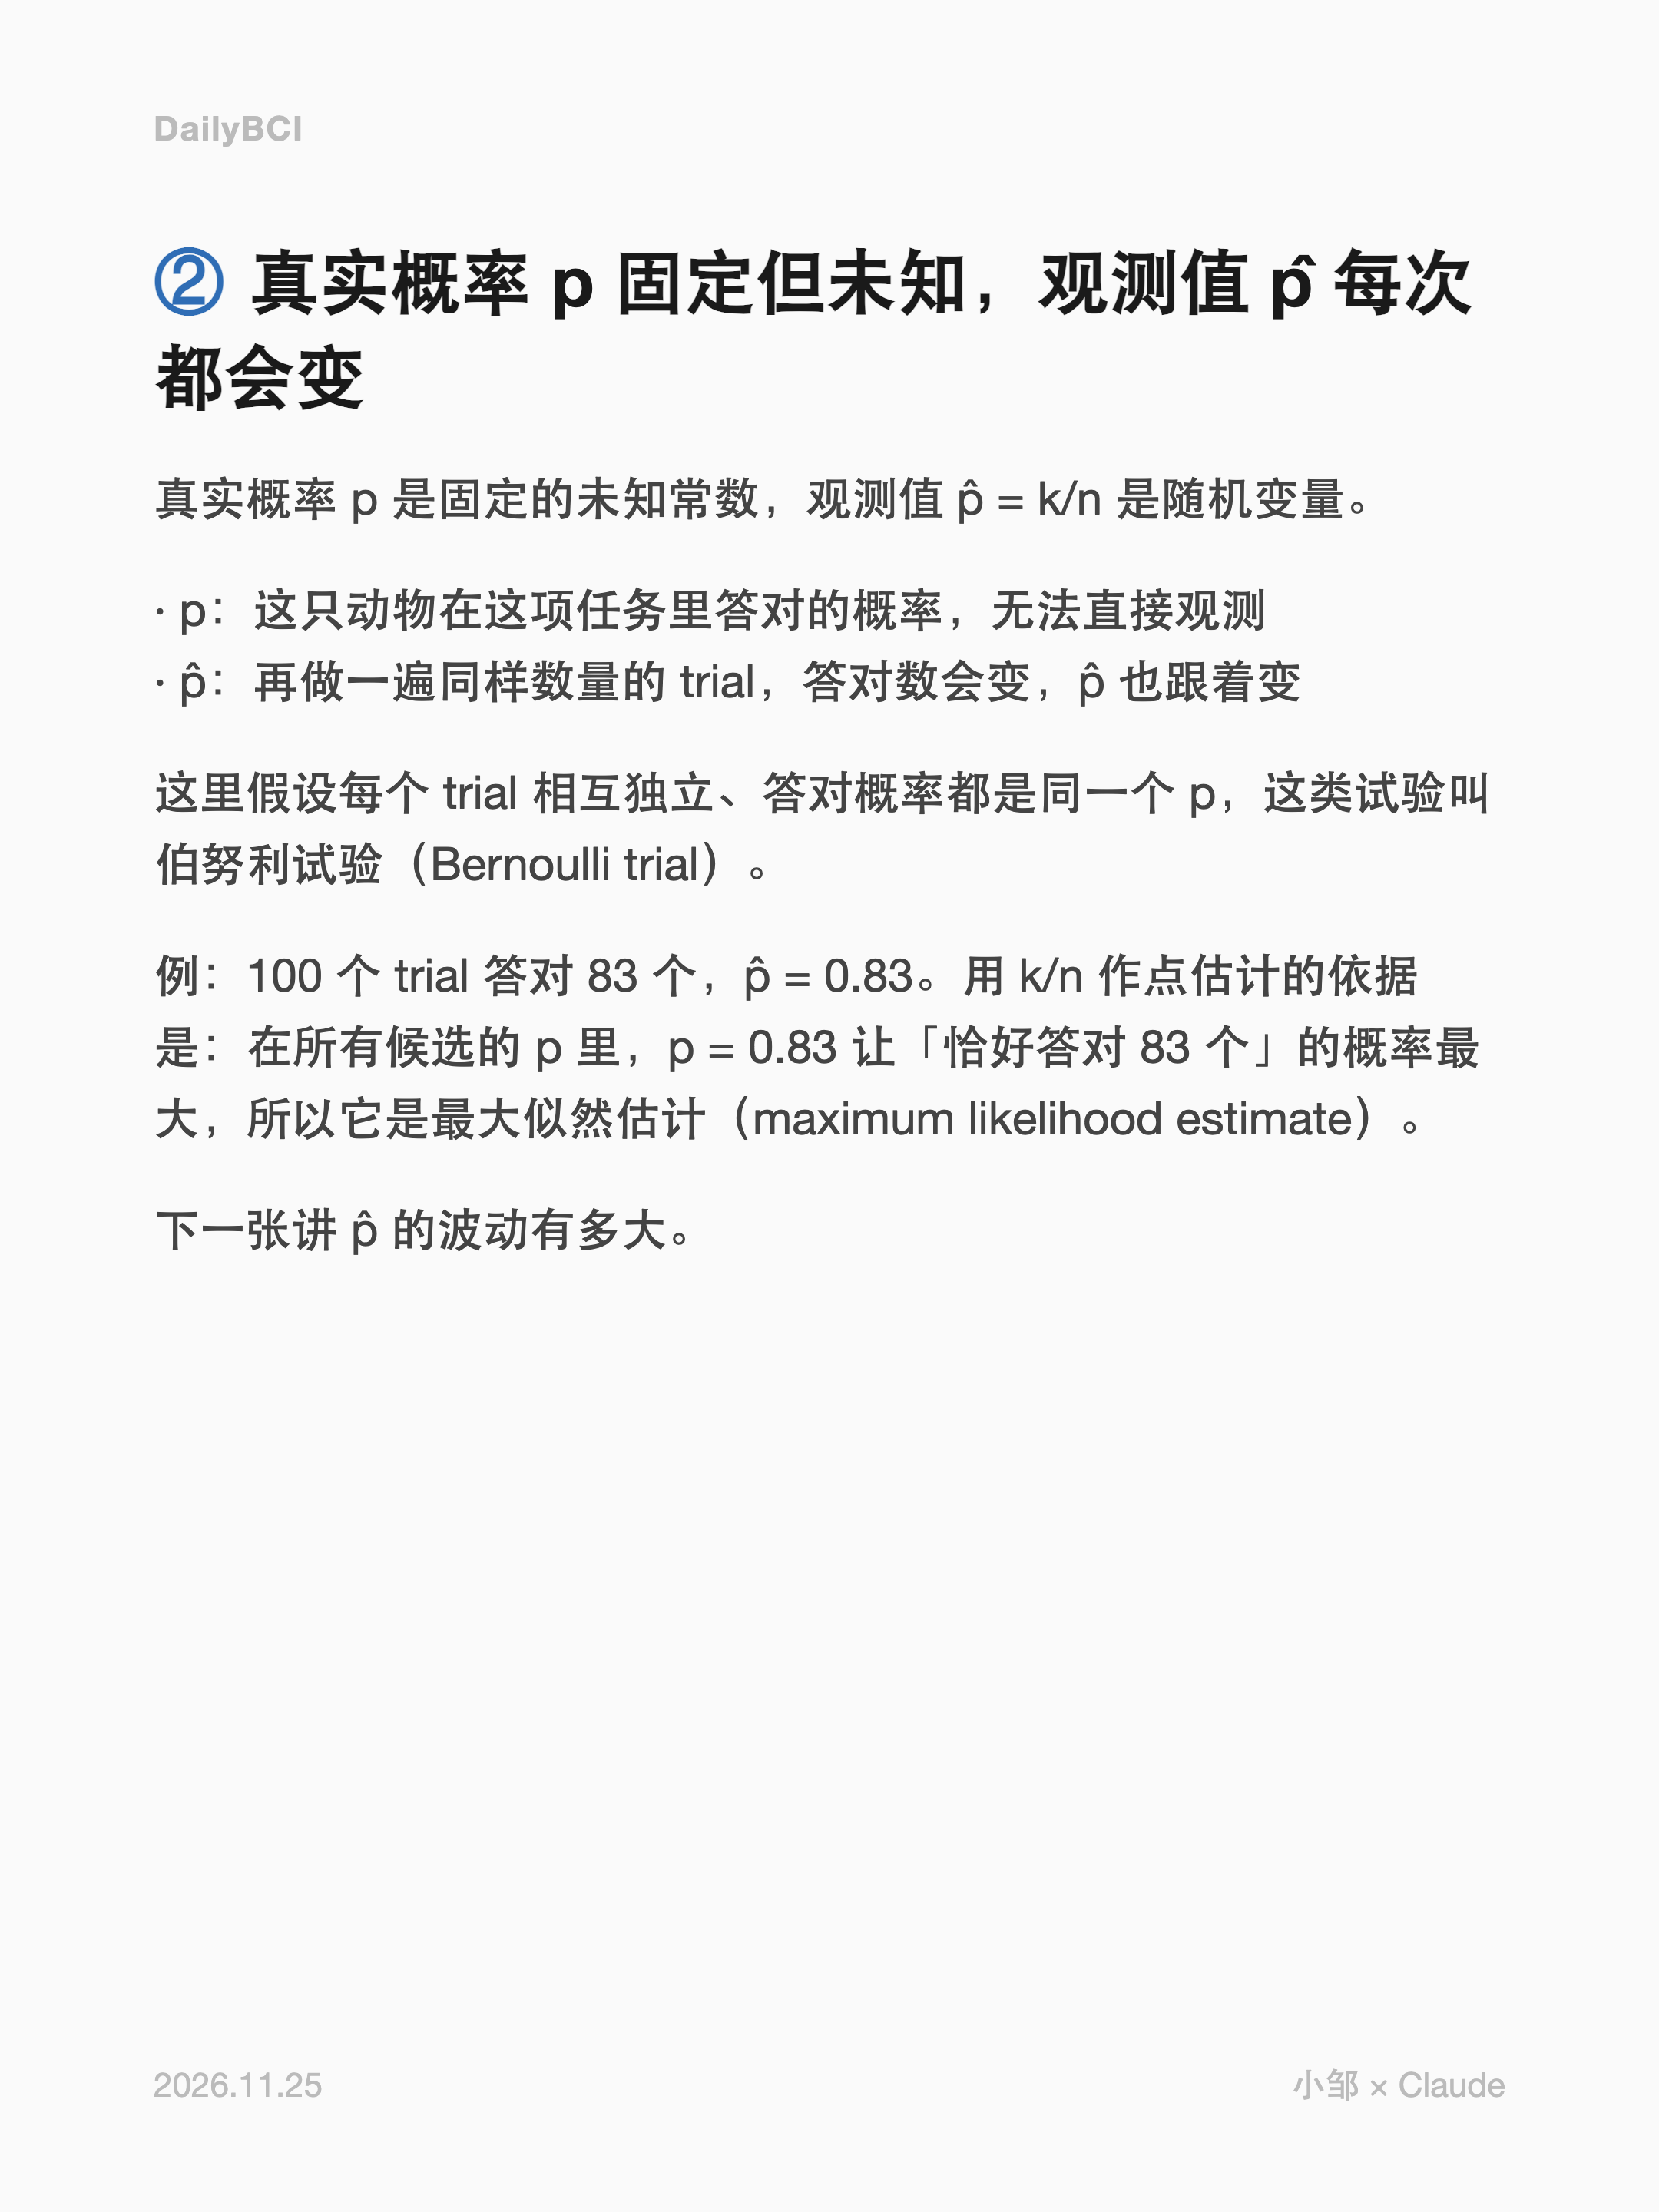 DailyBCI
② 真实概率 p 固定但未知，观测值 p̂ 每次
都会变
真实概率 p 是固定的未知常数，观测值 p̂ = k/n 是随机变量。
· p：这只动物在这项任务里答对的概率，无法直接观测
· p̂：再做一遍同样数量的 trial，答对数会变，p̂ 也跟着变
这里假设每个 trial 相互独立、答对概率都是同一个 p，这类试验叫
伯努利试验（Bernoulli trial）。
例：100 个 trial 答对 83 个，p̂ = 0.83。用 k/n 作点估计的依据
是：在所有候选的 p 里，p = 0.83 让「恰好答对 83 个」的概率最
大，所以它是最大似然估计（maximum likelihood estimate）。
下一张讲 p̂ 的波动有多大。
2026.11.25
小邹 × Claude